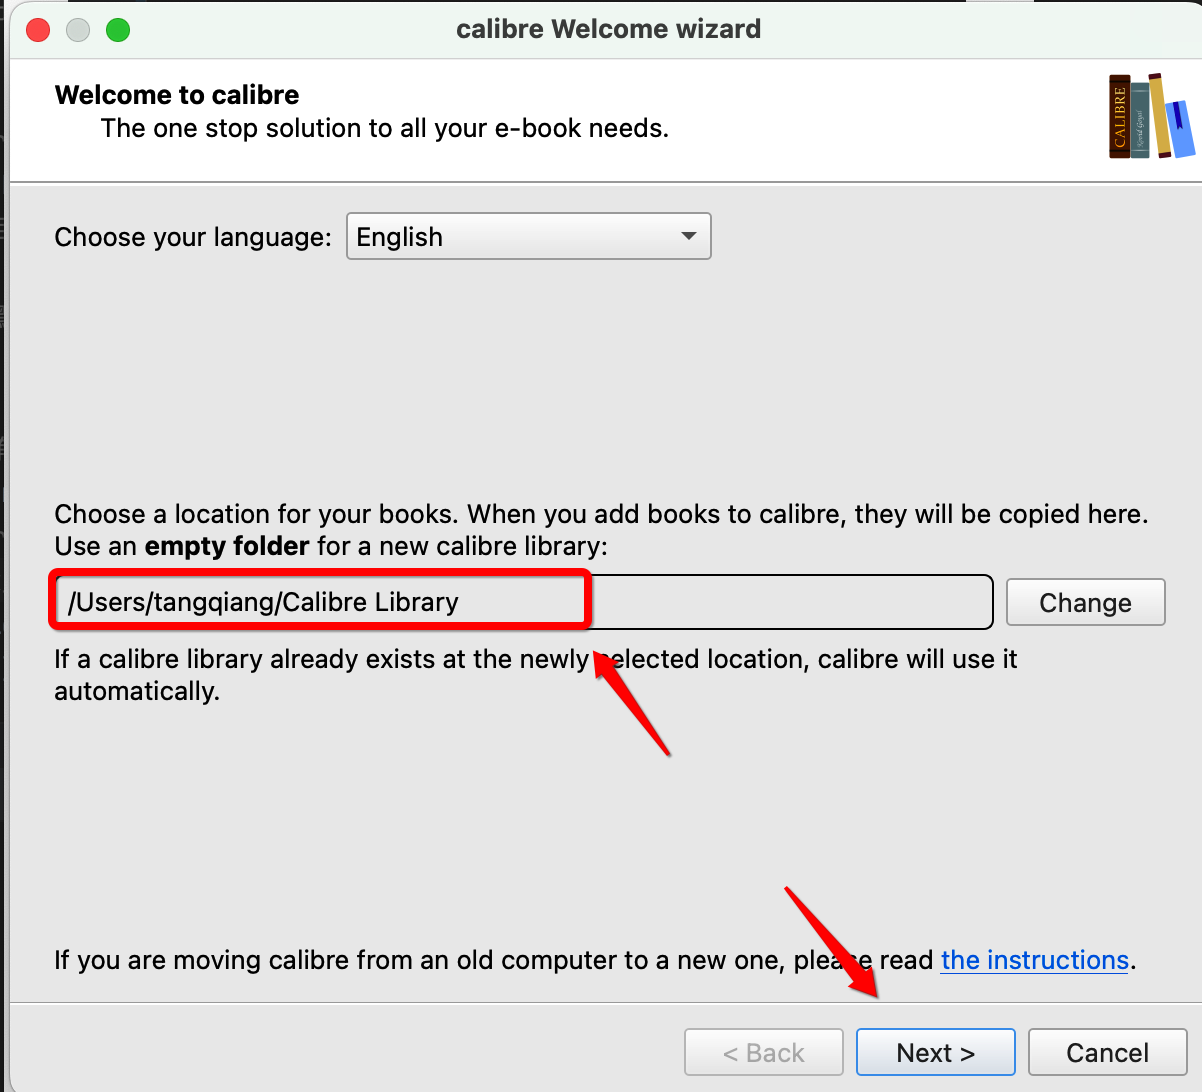 calibre Welcome wizard
Welcome to calibre
The one stop solution to all your e-book needs.
CALIBRE
Kovid Goyal
Choose your language:
English
Choose a location for your books. When you add books to calibre, they will be copied here.
Use an empty folder for a new calibre library:
/Users/tangqiang/Calibre Library
Change
If a calibre library already exists at the newly selected location, calibre will use it
automatically.
If you are moving calibre from an old computer to a new one, please read the instructions.
< Back
Next >
Cancel